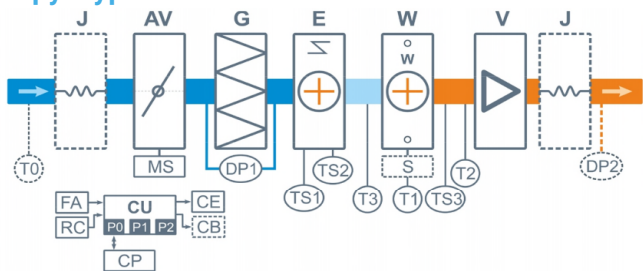 J AV G E W V J
w
T0 MS DP1 TS1 TS2 T3 S T1 TS3 T2 DP2
FA CU CE
RC P0 P1 P2 CB
CP